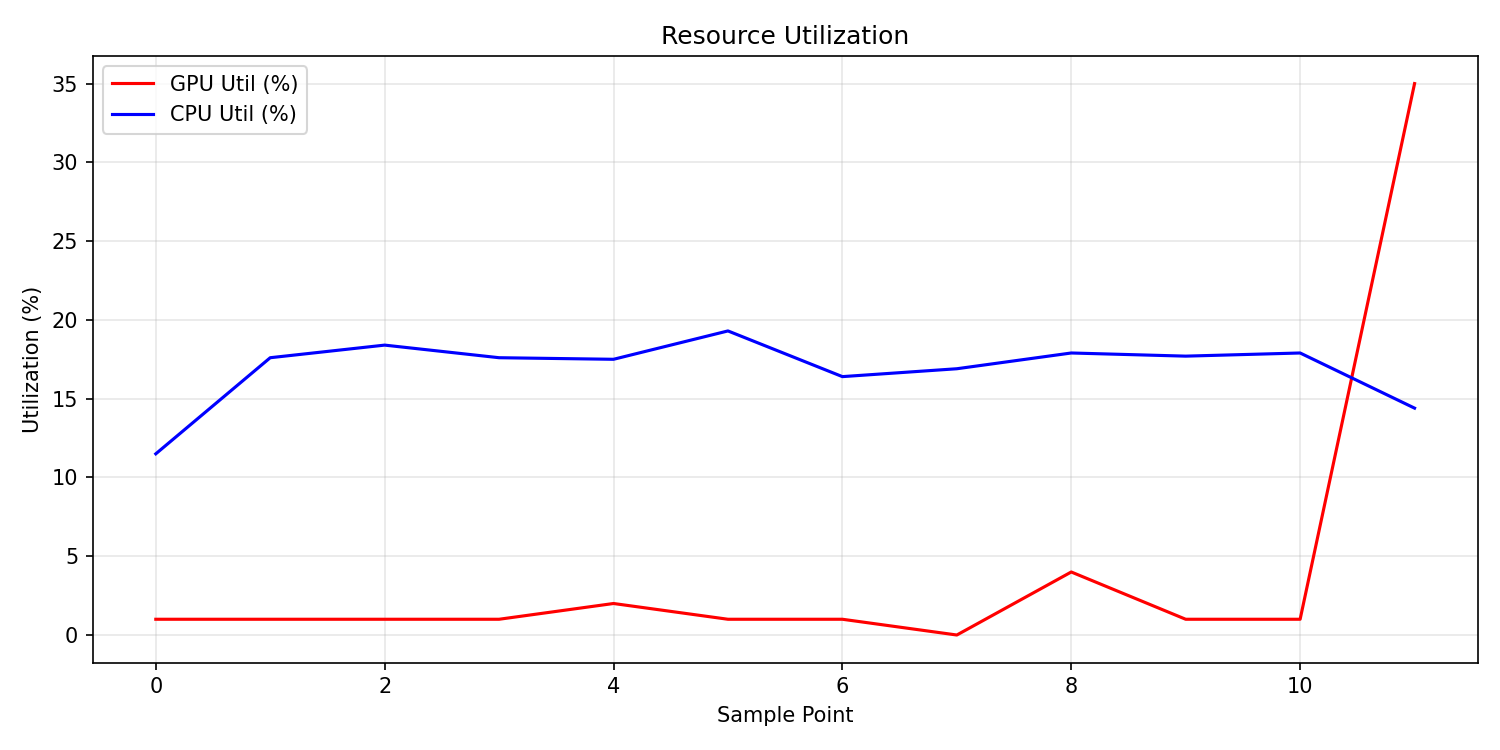 Resource Utilization
GPU Util (%)
CPU Util (%)
Utilization (%)
35
30
25
20
15
10
5
0
0 2 4 6 8 10
Sample Point